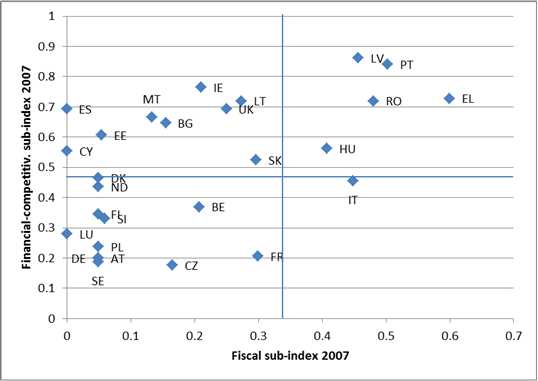 Financial-competitiv. sub-index 2007
1
0.9
0.8
0.7
0.6
0.5
0.4
0.3
0.2
0.1
0
LV
PT
IE
MT
LT
RO
EL
ES
UK
BG
EE
HU
CY
SK
DK
ND
IT
BE
FI
SI
LU
PL
DE
AT
FR
CZ
SE
0
0.1
0.2
0.3
0.4
0.5
0.6
0.7
Fiscal sub-index 2007